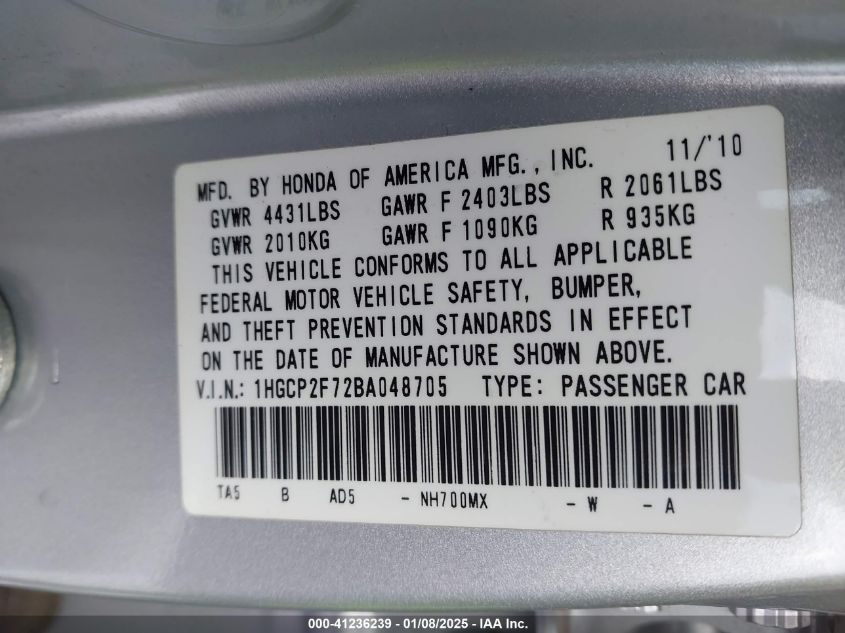 MFD. BY HONDA OF AMERICA MFG., INC. 11/'10
GVWR 4431LBS GAWR F 2403LBS R 2061LBS
GVWR 2010KG GAWR F 1090KG R 935KG
THIS VEHICLE CONFORMS TO ALL APPLICABLE
FEDERAL MOTOR VEHICLE SAFETY, BUMPER,
AND THEFT PREVENTION STANDARDS IN EFFECT
ON THE DATE OF MANUFACTURE SHOWN ABOVE.
V.I.N.: 1HGCP2F72BA048705 TYPE: PASSENGER CAR
TA5 B AD5 - NH700MX - W - A
000-41236239 - 01/08/2025 - IAA Inc.